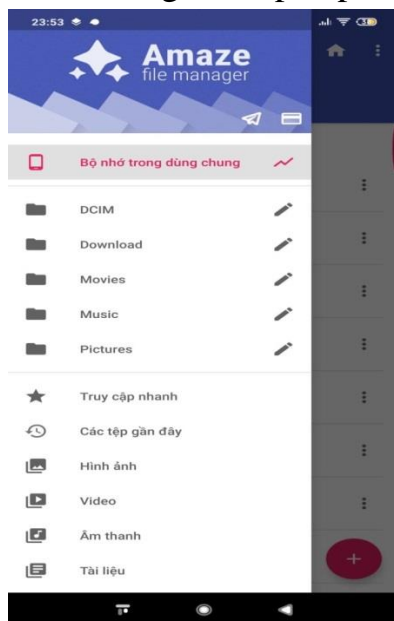 23:53
Amaze
file manager
Bộ nhớ trong dùng chung
DCIM
Download
Movies
Music
Pictures
Truy cập nhanh
Các tệp gần đây
Hình ảnh
Video
Âm thanh
Tài liệu